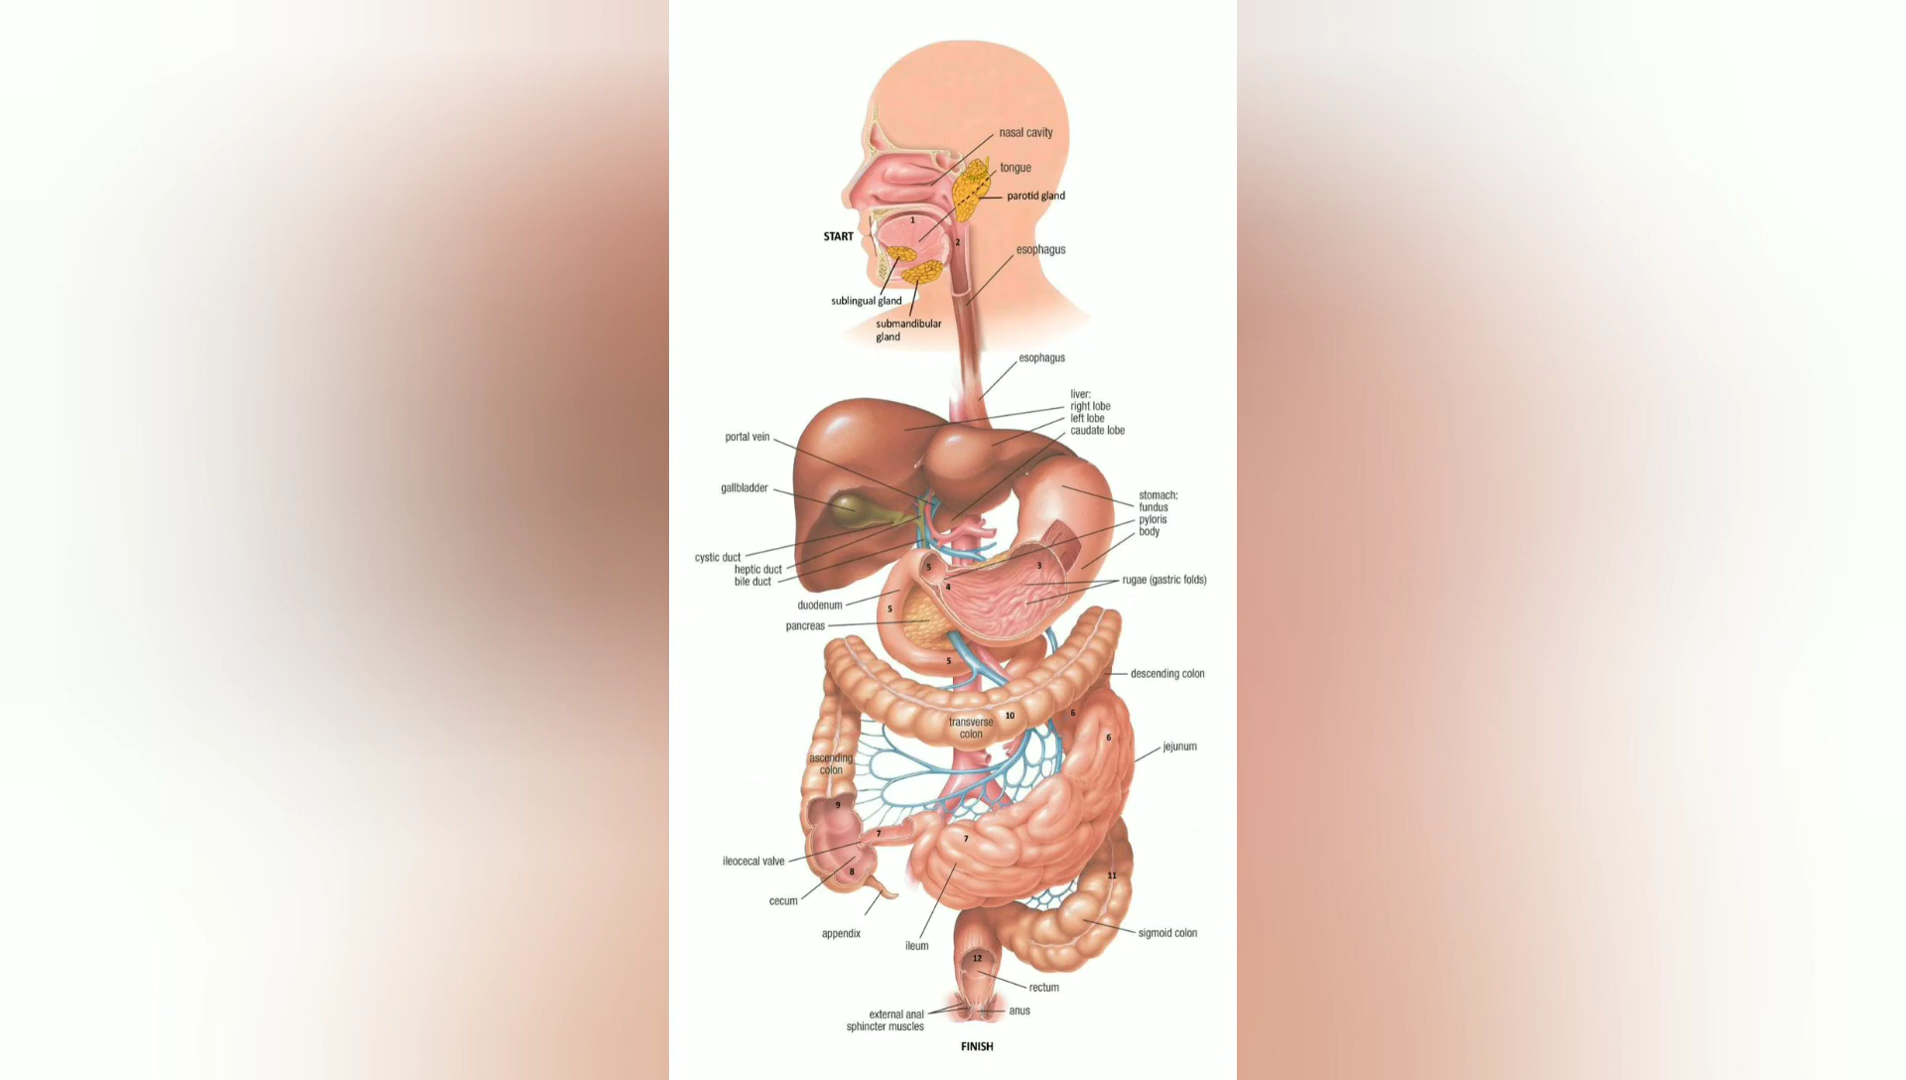 nasal cavity
tongue
parotid gland
1
START
2
esophagus
sublingual gland
submandibular
gland
esophagus
liver:
right lobe
left lobe
caudate lobe
portal vein
gallbladder
stomach:
fundus
pyloris
body
cystic duct
heptic duct
bile duct
5
3
4
rugae (gastric folds)
duodenum
5
pancreas
5
descending colon
10
6
transverse
colon
6
jejunum
ascending
colon
9
7
7
ileocecal valve
8
11
cecum
appendix
ileum
sigmoid colon
12
rectum
external anal
sphincter muscles
anus
FINISH